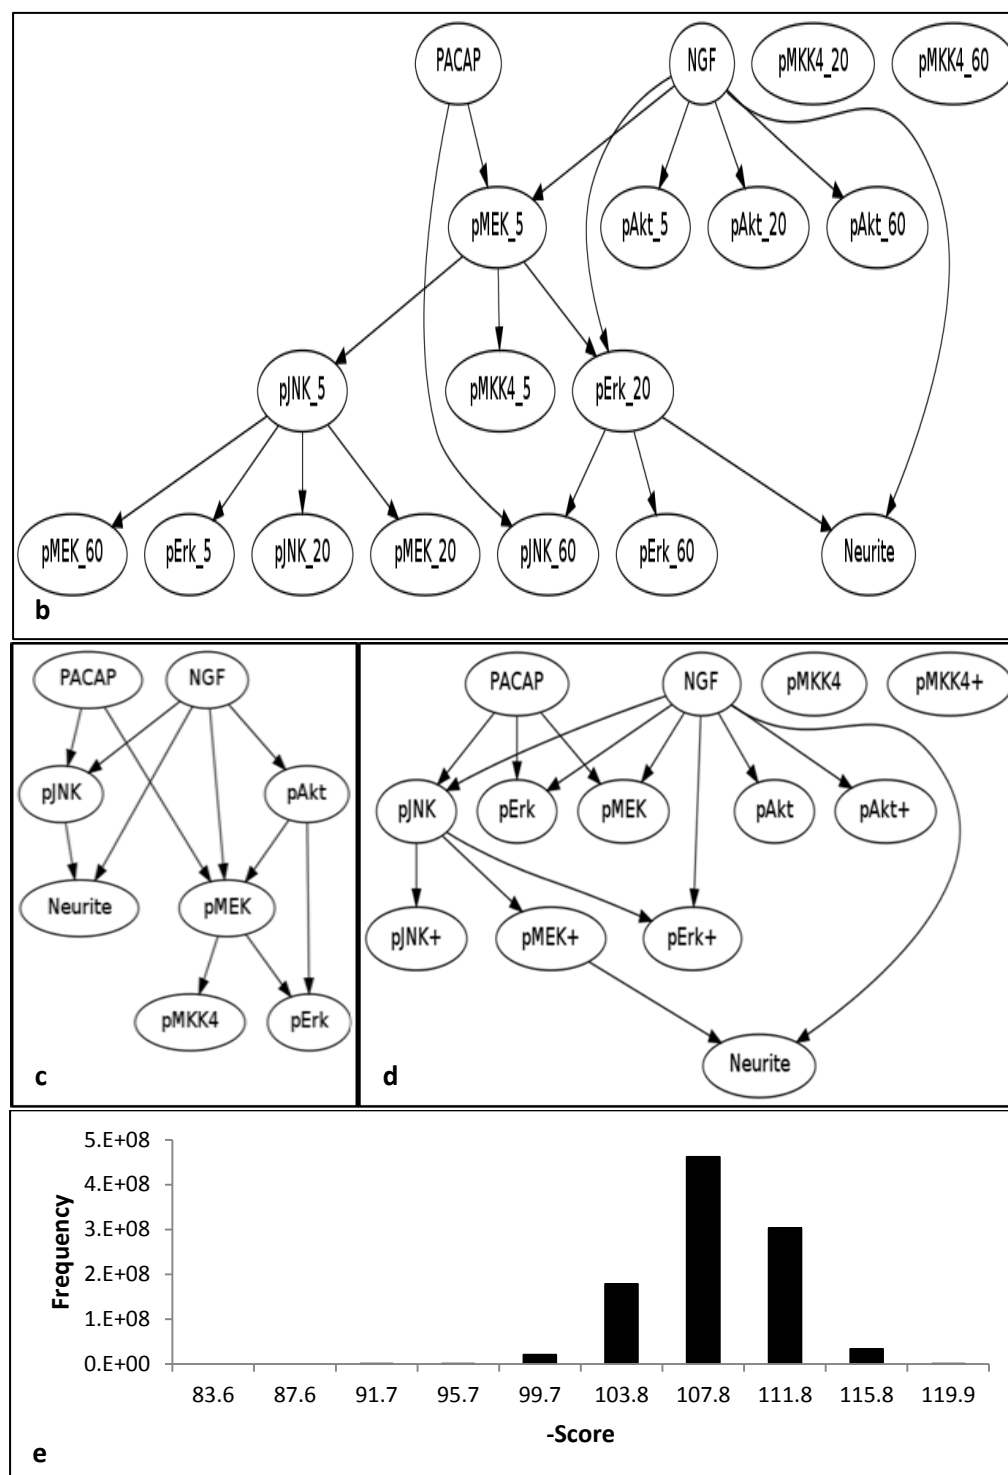 PACAP NGF pMKK4_20 pMKK4_60
pMEK_5 pAkt_5 pAkt_20 pAkt_60
pJNK_5 pMKK4_5 pErk_20
pMEK_60 pErk_5 pJNK_20 pMEK_20 pJNK_60 pErk_60 Neurite
b
PACAP NGF
pJNK pAkt
Neurite pMEK
pMKK4 pErk
c
PACAP NGF pMKK4 pMKK4+
pJNK pErk pMEK pAkt pAkt+
pJNK+ pMEK+ pErk+
Neurite
d
5.E+08
4.E+08
3.E+08
2.E+08
1.E+08
0.E+00
Frequency
83.6 87.6 91.7 95.7 99.7 103.8 107.8 111.8 115.8 119.9
-Score
e